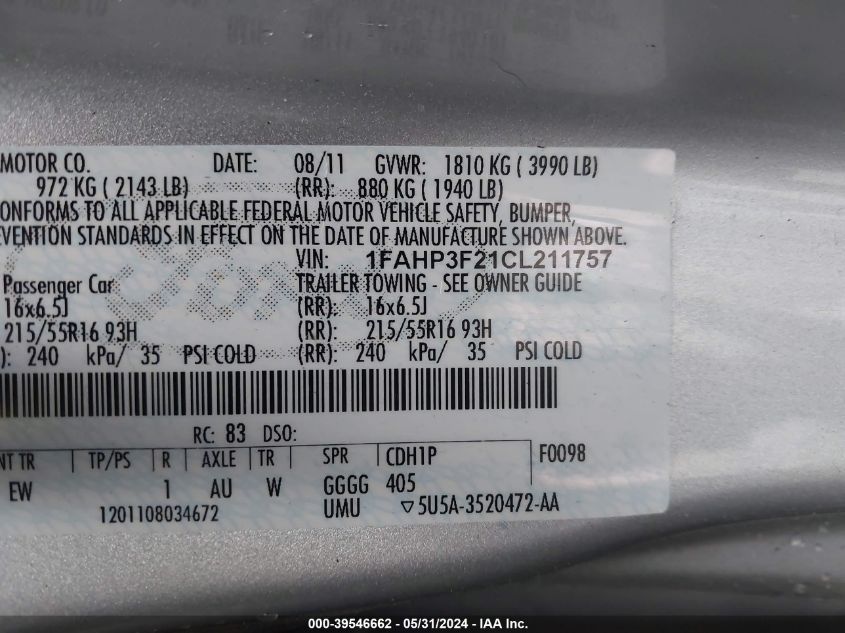 MOTOR CO. DATE: 08/11 GVWR: 1810 KG ( 3990 LB)
972 KG ( 2143 LB) (RR): 880 KG ( 1940 LB)
ONFORMS TO ALL APPLICABLE FEDERAL MOTOR VEHICLE SAFETY, BUMPER,
EVENTION STANDARDS IN EFFECT ON THE DATE OF MANUFACTURE SHOWN ABOVE.
VIN: 1FAHP3F21CL211757
Passenger Car TRAILER TOWING - SEE OWNER GUIDE
16x6.5J (RR): 16x6.5J
215/55R16 93H (RR): 215/55R16 93H
): 240 kPa/ 35 PSI COLD (RR): 240 kPa/ 35 PSI COLD
RC: 83 DSO:
NT TR | TP/PS | R | AXLE | TR | SPR CDH1P F0098
EW 1 AU W GGGG 405
1201108034672 UMU ▽5U5A-3520472-AA
000-39546662 - 05/31/2024 - IAA Inc.